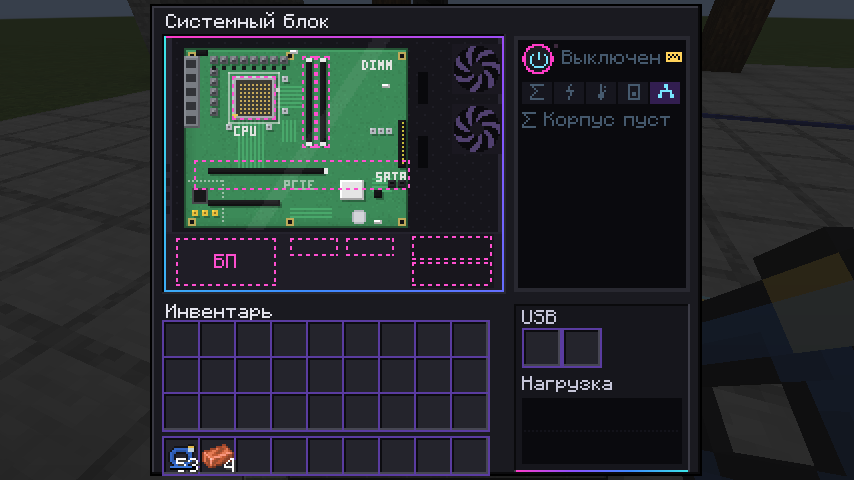 Системный блок
DIMM
CPU
PCIE
SATA
БП
Выключен
Σ Корпус пуст
Инвентарь
53 4
USB
Нагрузка